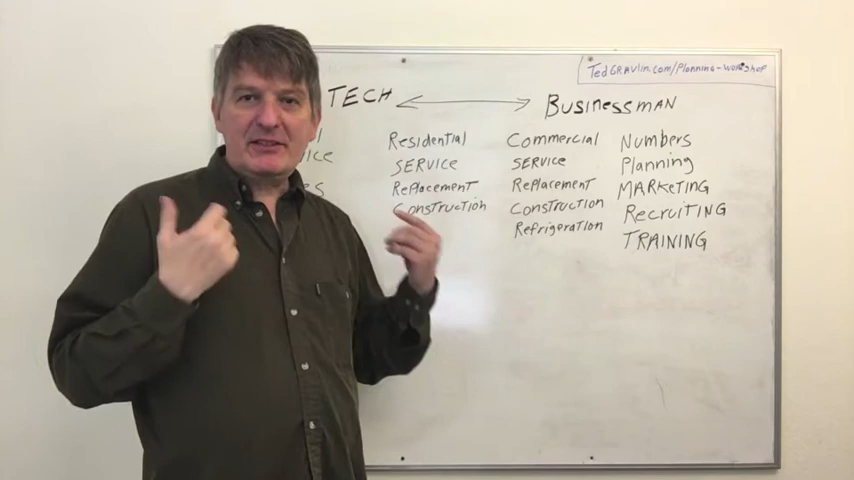 TedGRAVlin.com/Planning-workshop
TECH
BusinessMAN
Residential
SERVICE
Replacement
Construction
Commercial
SERVICE
Replacement
Construction
Refrigeration
Numbers
Planning
MARKETING
RecruiTING
TRAINING